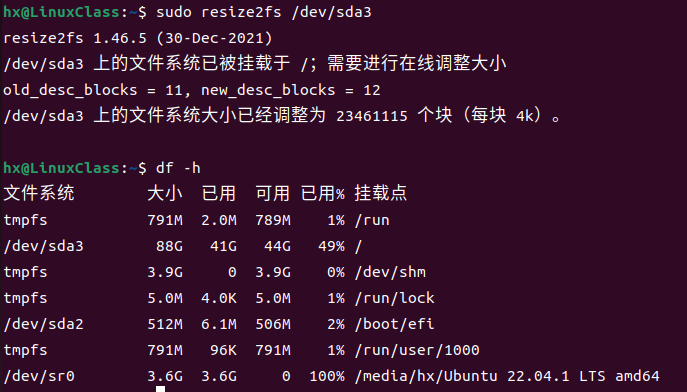 hx@LinuxClass:~$ sudo resize2fs /dev/sda3
resize2fs 1.46.5 (30-Dec-2021)
/dev/sda3 上的文件系统已被挂载于 /；需要进行在线调整大小
old_desc_blocks = 11, new_desc_blocks = 12
/dev/sda3 上的文件系统大小已经调整为 23461115 个块（每块 4k）。
hx@LinuxClass:~$ df -h
文件系统 大小 已用 可用 已用% 挂载点
tmpfs 791M 2.0M 789M 1% /run
/dev/sda3 88G 41G 44G 49% /
tmpfs 3.9G 0 3.9G 0% /dev/shm
tmpfs 5.0M 4.0K 5.0M 1% /run/lock
/dev/sda2 512M 6.1M 506M 2% /boot/efi
tmpfs 791M 96K 791M 1% /run/user/1000
/dev/sr0 3.6G 3.6G 0 100% /media/hx/Ubuntu 22.04.1 LTS amd64